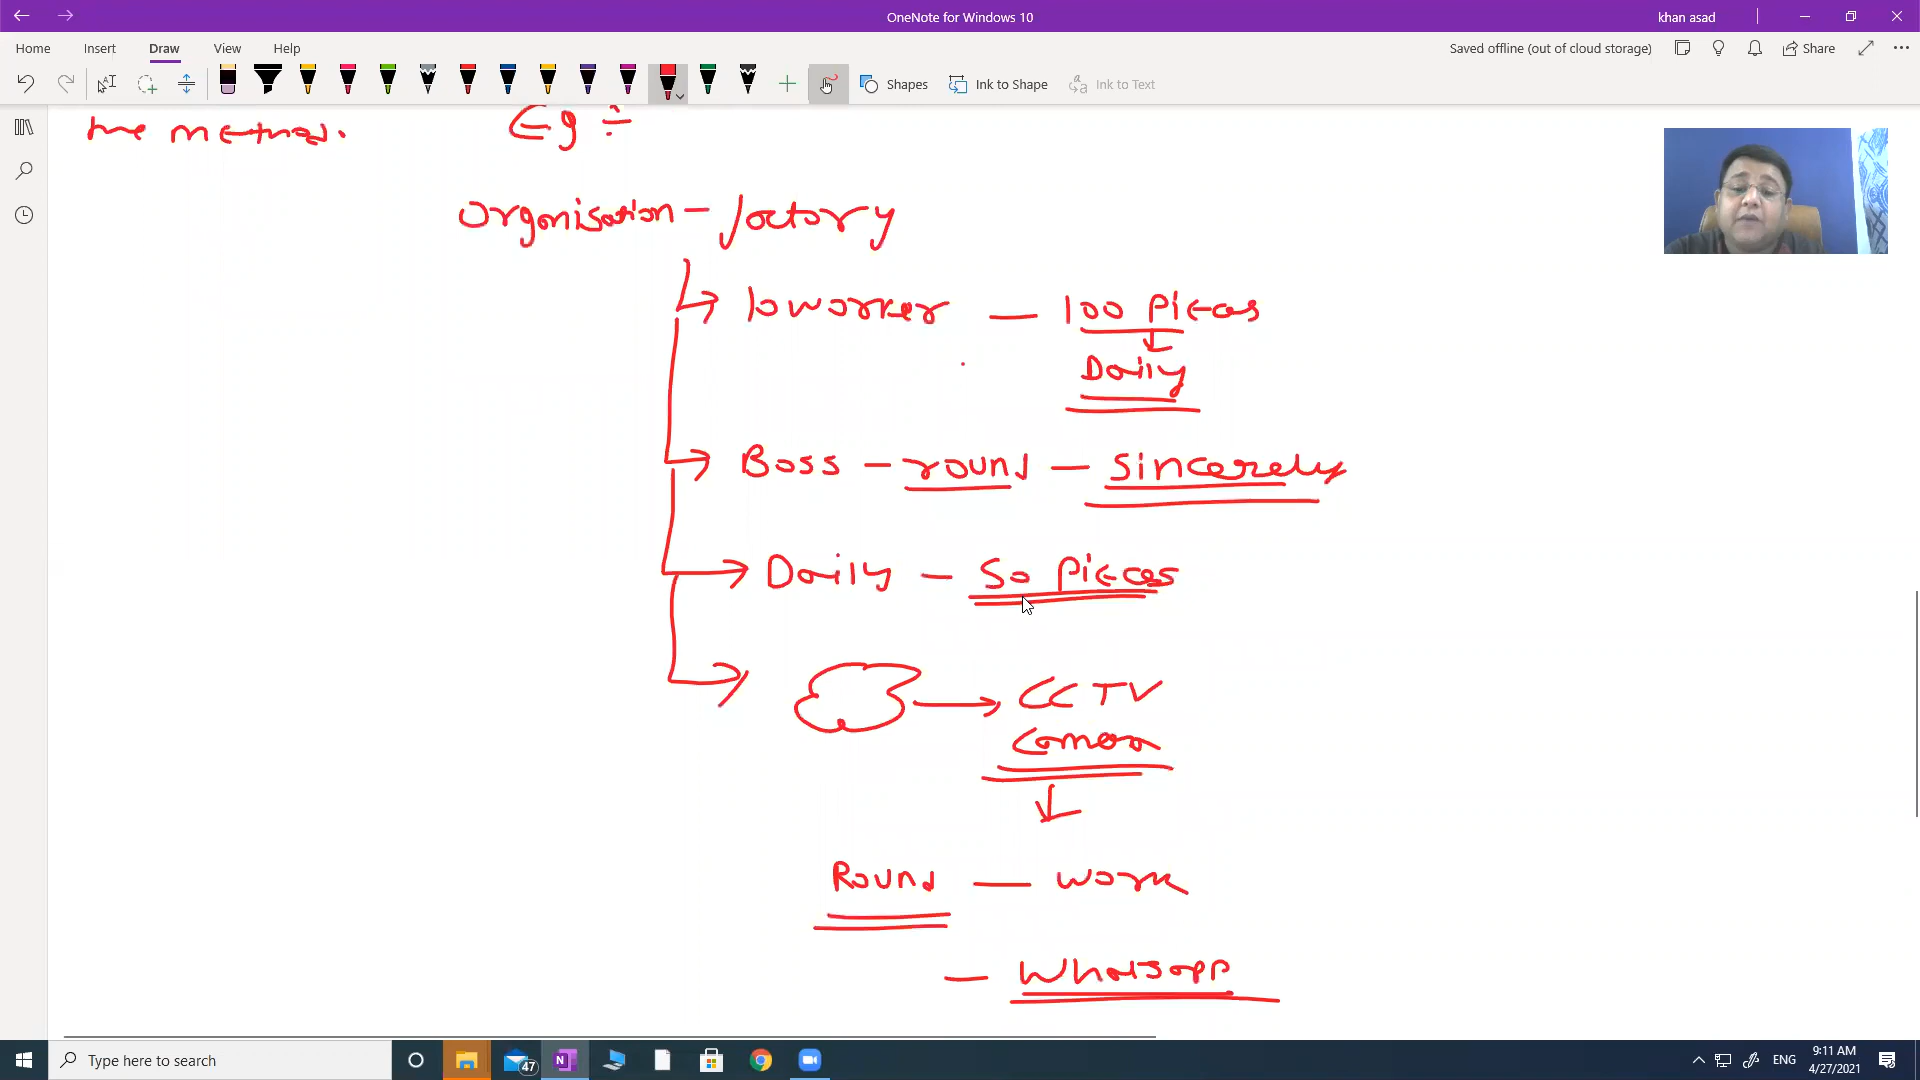 OneNote for Windows 10
khan asad
Home Insert Draw View Help
Saved offline (out of cloud storage)
Share
Shapes
Ink to Shape
Ink to Text
the method.
Eg :-
Organisation - factory
10 worker — 100 pieces
Daily
Boss - round — sincerely
Daily — 50 pieces
CCTV
Camera
Round — work
— Whatsapp
Type here to search
47
ENG
9:11 AM
4/27/2021